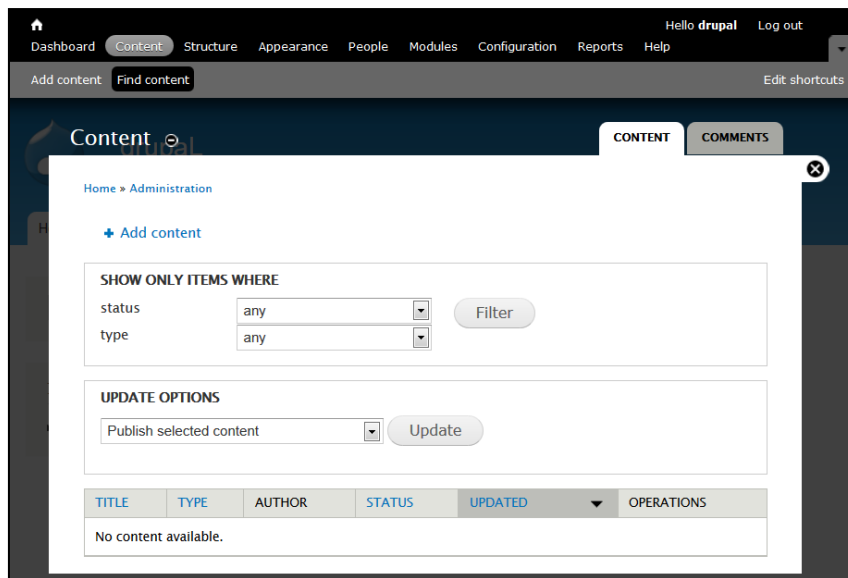 Hello drupal Log out
Dashboard Content Structure Appearance People Modules Configuration Reports Help
Add content Find content Edit shortcuts
drupal
Content CONTENT COMMENTS
Home » Administration
H
Add content
SHOW ONLY ITEMS WHERE
status any Filter
type any
UPDATE OPTIONS
Publish selected content Update
TITLE TYPE AUTHOR STATUS UPDATED OPERATIONS
No content available.